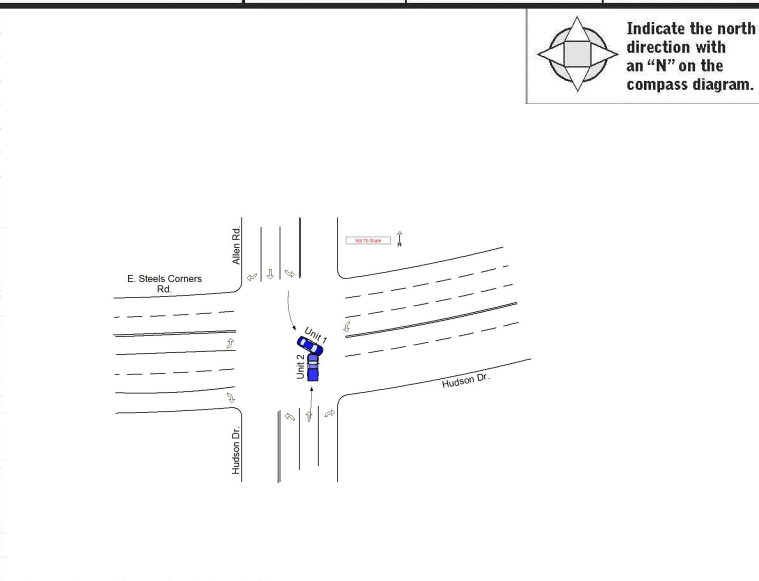 Indicate the north
direction with
an “N” on the
compass diagram.
Allen Rd.
Not To Scale
N
E. Steels Corners
Rd.
Unit 1
Unit 2
Hudson Dr.
Hudson Dr.